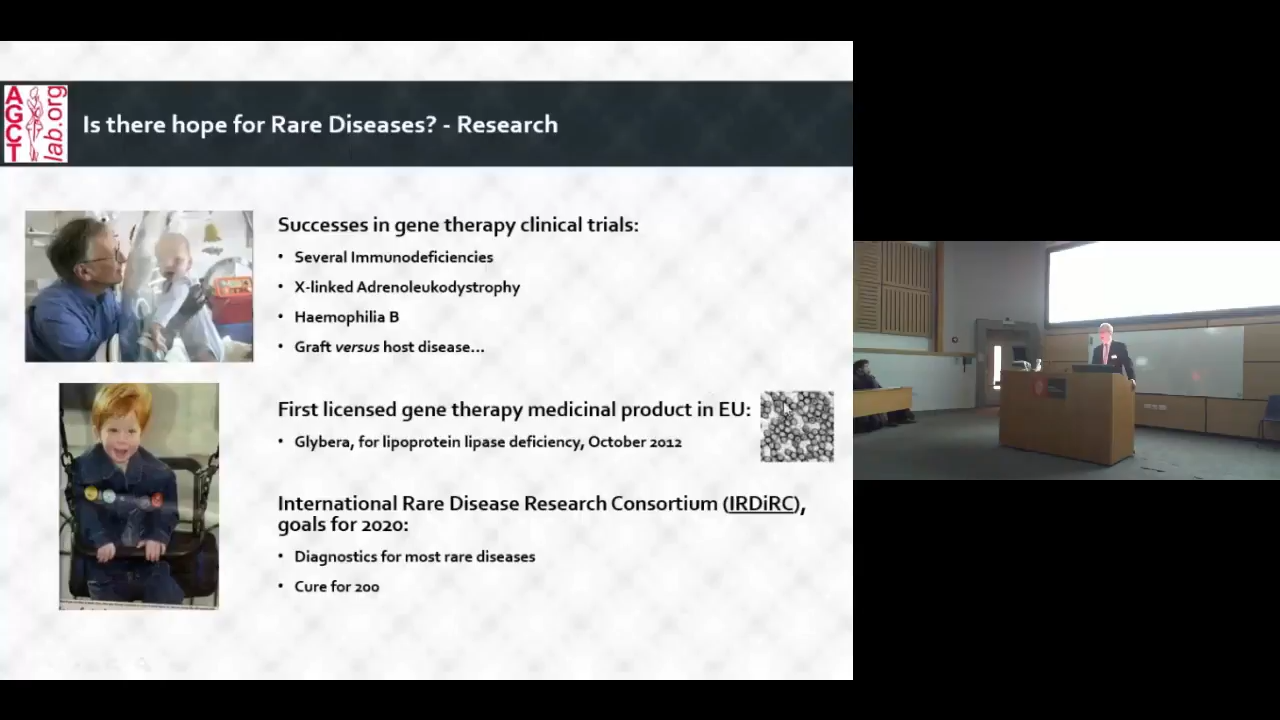 AGCT
lab.org
Is there hope for Rare Diseases? - Research
Successes in gene therapy clinical trials:
• Several Immunodeficiencies
• X-linked Adrenoleukodystrophy
• Haemophilia B
• Graft versus host disease...
First licensed gene therapy medicinal product in EU:
• Glybera, for lipoprotein lipase deficiency, October 2012
International Rare Disease Research Consortium (IRDiRC),
goals for 2020:
• Diagnostics for most rare diseases
• Cure for 200